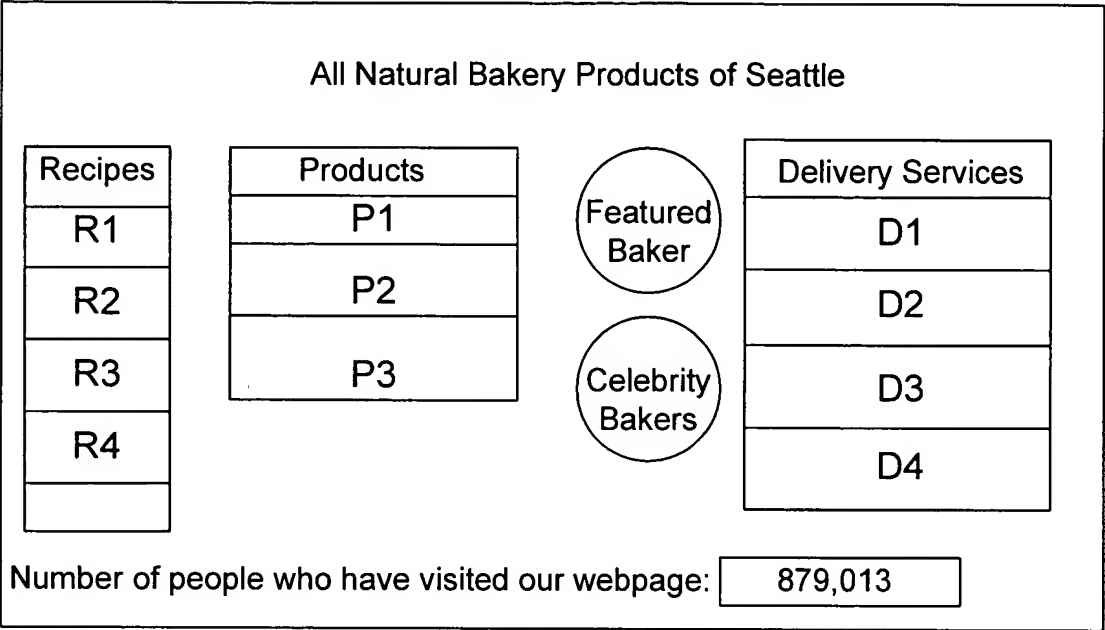 All Natural Bakery Products of Seattle
Recipes
R1
R2
R3
R4
Products
P1
P2
P3
Featured
Baker
Celebrity
Bakers
Delivery Services
D1
D2
D3
D4
Number of people who have visited our webpage: 879,013